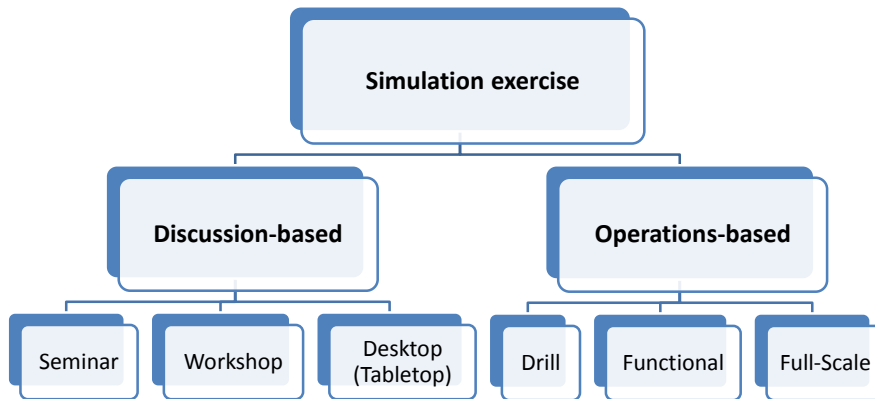 Simulation exercise
Discussion-based
Operations-based
Seminar
Workshop
Desktop
(Tabletop)
Drill
Functional
Full-Scale